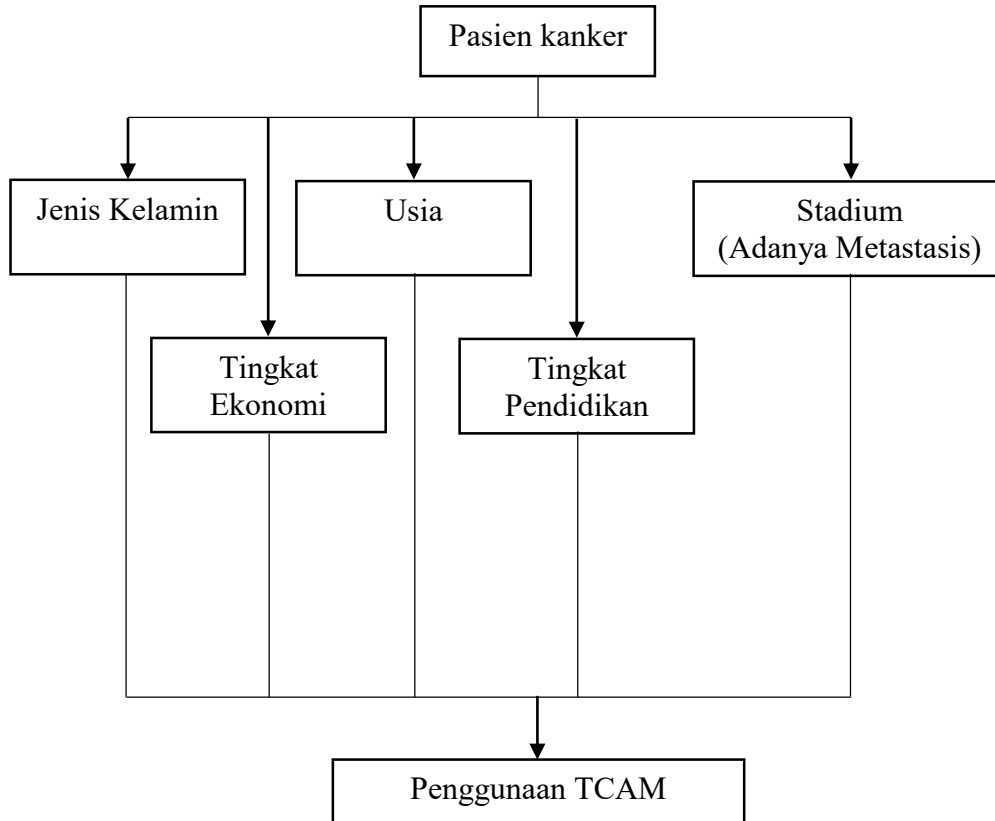 Pasien kanker
Jenis Kelamin
Usia
Stadium
(Adanya Metastasis)
Tingkat
Ekonomi
Tingkat
Pendidikan
Penggunaan TCAM